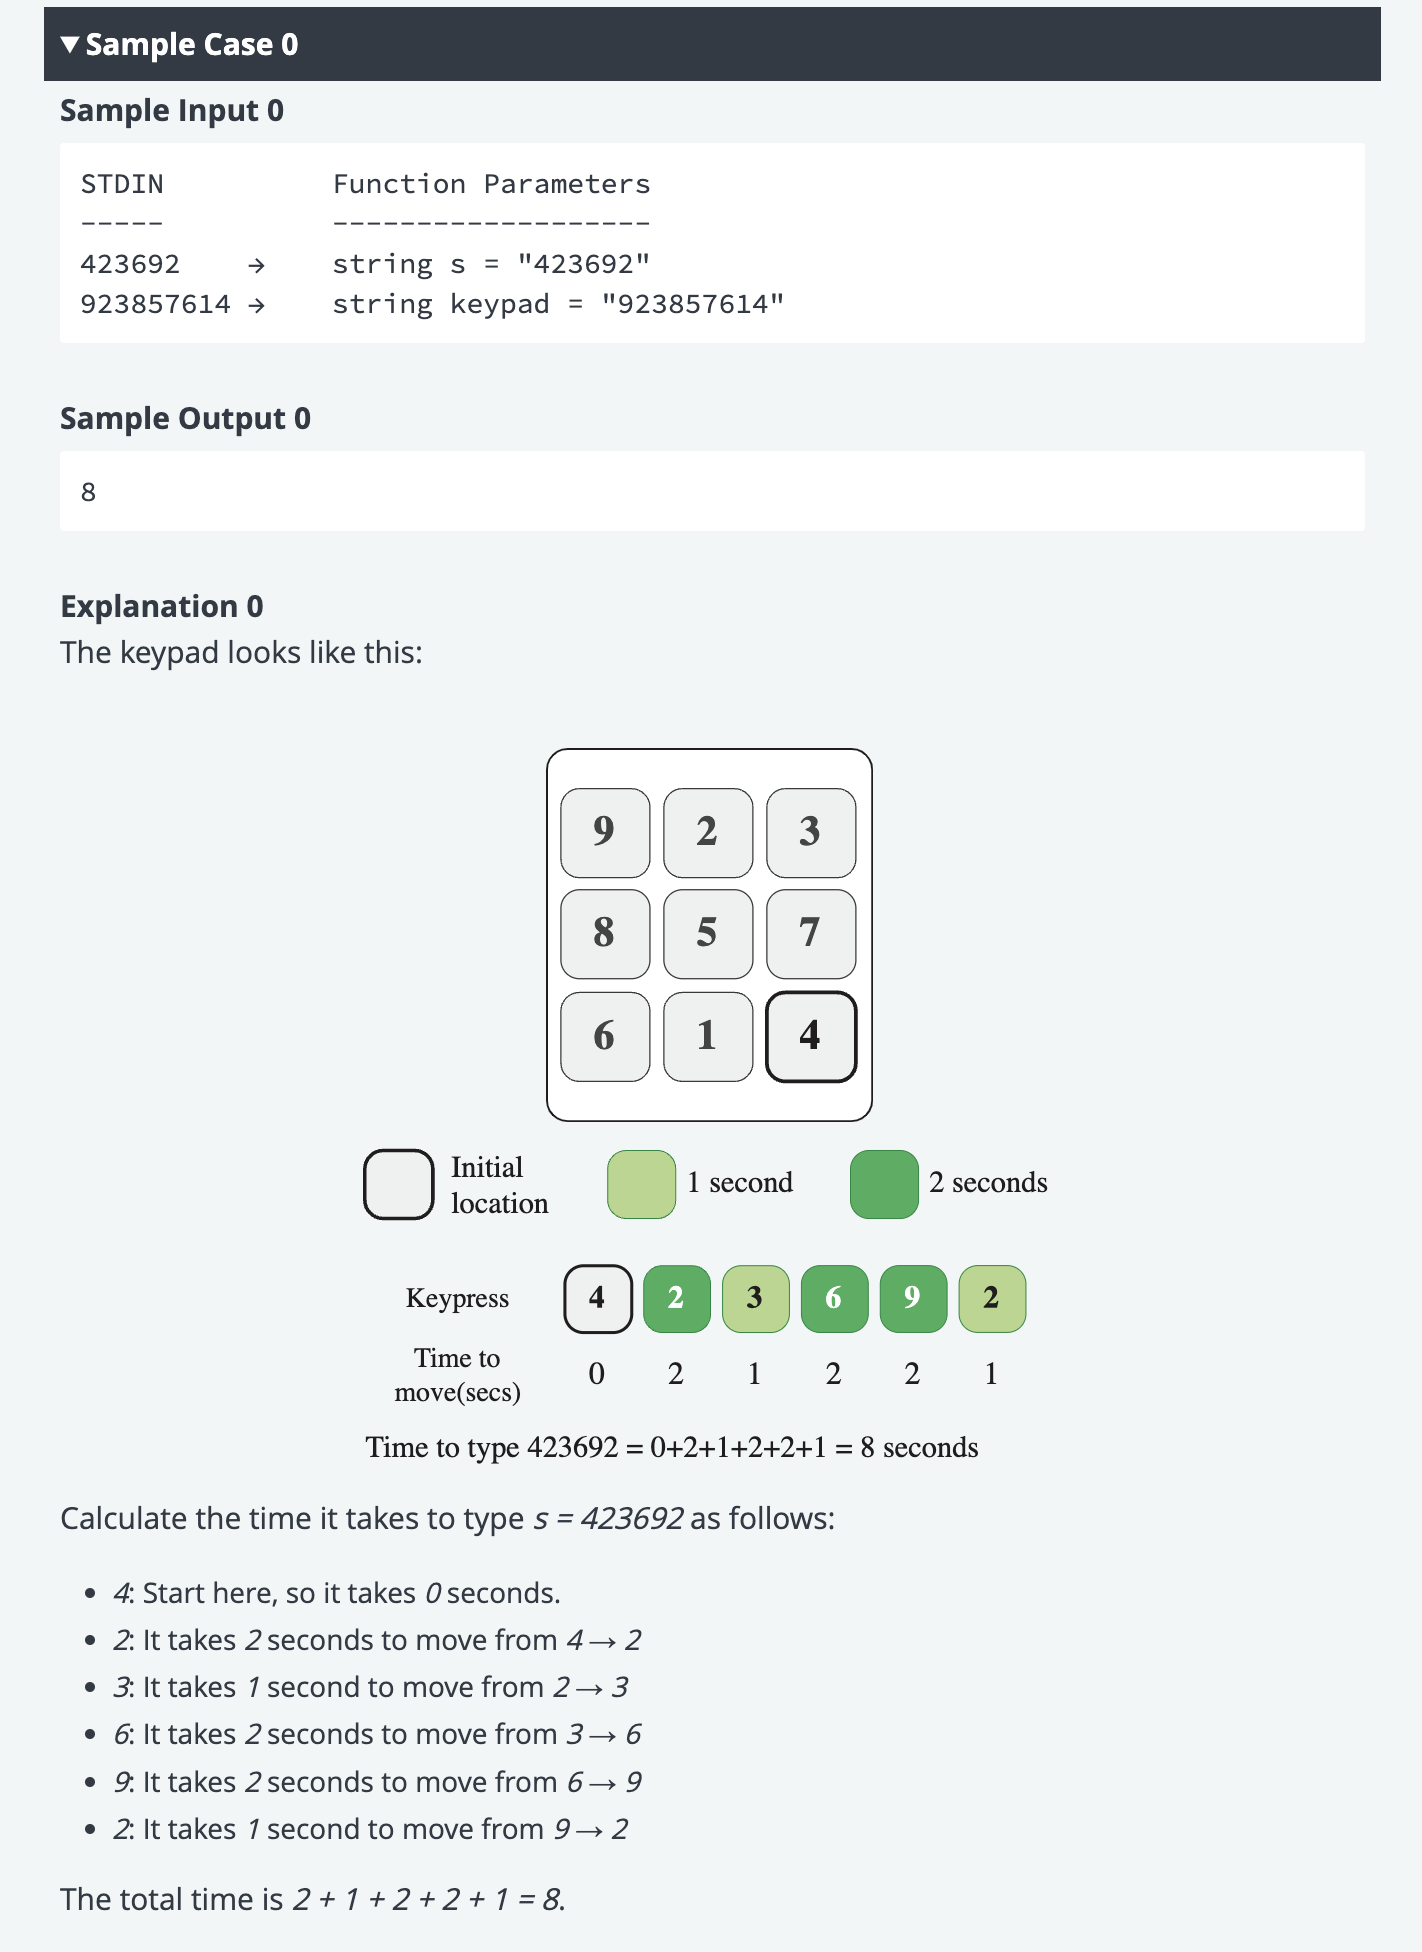 ▼ Sample Case 0
Sample Input 0
STDIN Function Parameters
----- -------------------
423692 → string s = "423692"
923857614 → string keypad = "923857614"
Sample Output 0
8
Explanation 0
The keypad looks like this:
9 2 3
8 5 7
6 1 4
Initial location 1 second 2 seconds
Keypress 4 2 3 6 9 2
Time to move(secs) 0 2 1 2 2 1
Time to type 423692 = 0+2+1+2+2+1 = 8 seconds
Calculate the time it takes to type s = 423692 as follows:
• 4: Start here, so it takes 0 seconds.
• 2: It takes 2 seconds to move from 4 → 2
• 3: It takes 1 second to move from 2 → 3
• 6: It takes 2 seconds to move from 3 → 6
• 9: It takes 2 seconds to move from 6 → 9
• 2: It takes 1 second to move from 9 → 2
The total time is 2 + 1 + 2 + 2 + 1 = 8.